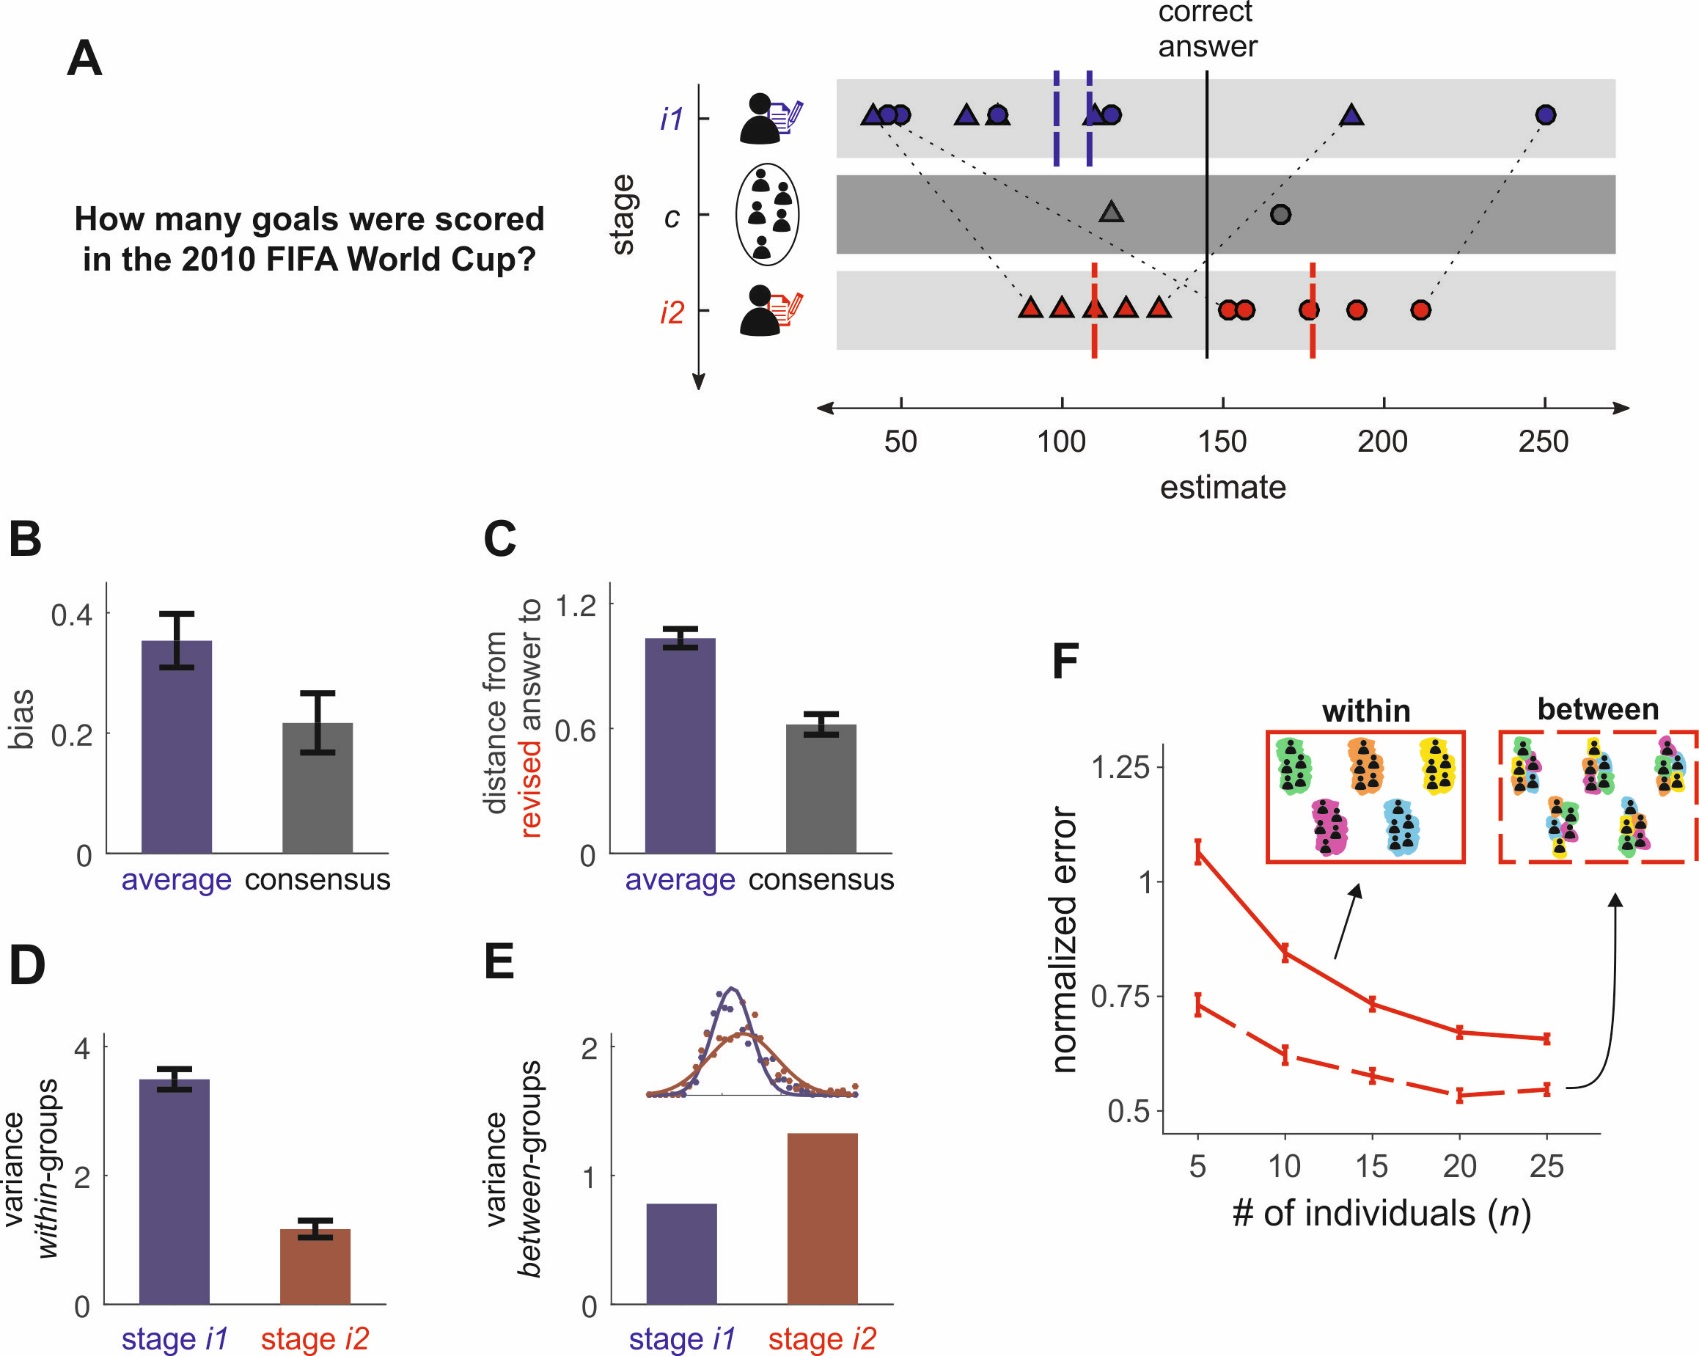 A
correct
answer
How many goals were scored
in the 2010 FIFA World Cup?
stage
i1
c
i2
50 100 150 200 250
estimate
B
bias
0.4
0.2
0
average consensus
C
distance from
revised answer to
1.2
0.6
0
average consensus
D
variance
within-groups
4
2
0
stage i1 stage i2
E
variance
between-groups
2
1
0
stage i1 stage i2
F
within between
normalized error
1.25
1
0.75
0.5
5 10 15 20 25
# of individuals (n)